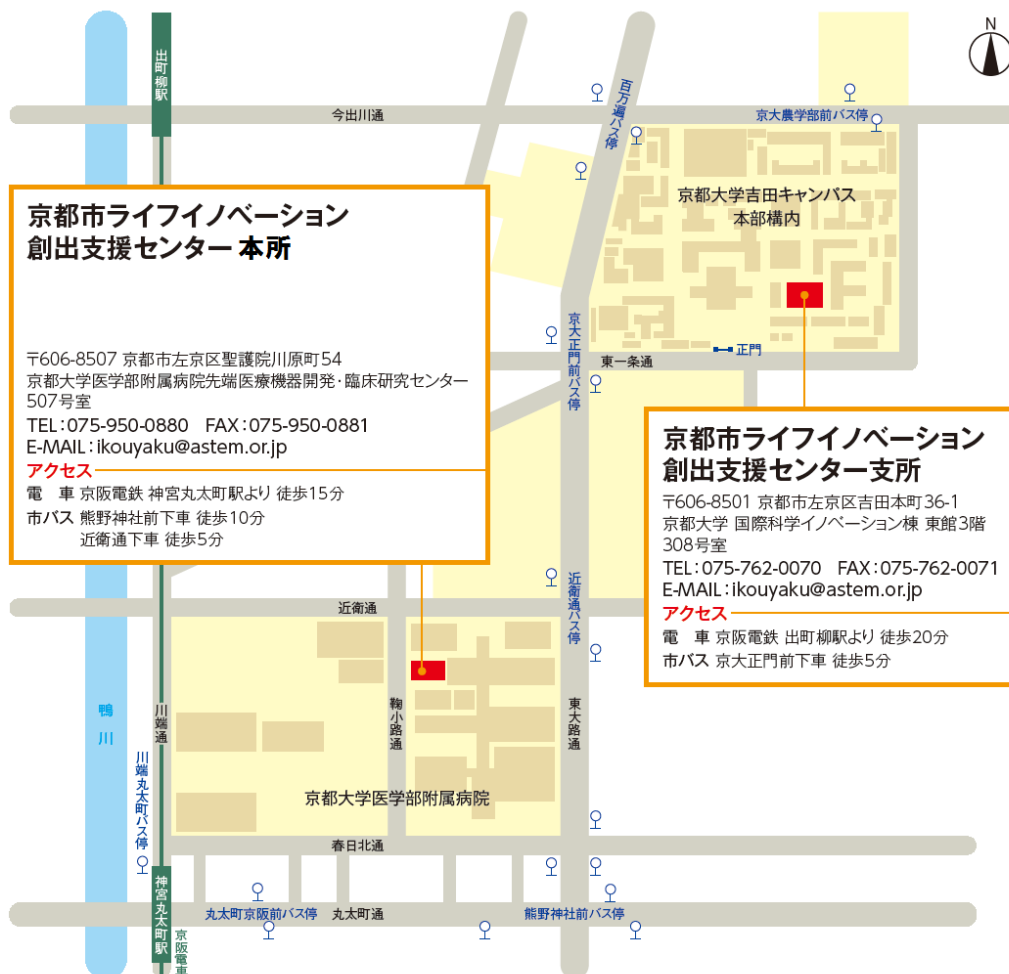 N
出町柳駅
今出川通
百万遍バス停
京大農学部前バス停
京都大学吉田キャンパス
本部構内
京都市ライフイノベーション
創出支援センター 本所
〒606-8507 京都市左京区聖護院川原町54
京都大学医学部附属病院先端医療機器開発・臨床研究センター
507号室
TEL:075-950-0880 FAX:075-950-0881
E-MAIL:ikouyaku@astem.or.jp
アクセス
電　車 京阪電鉄 神宮丸太町駅より 徒歩15分
市バス 熊野神社前下車 徒歩10分
近衛通下車 徒歩5分
京大正門前バス停
正門
東一条通
京都市ライフイノベーション
創出支援センター支所
〒606-8501 京都市左京区吉田本町36-1
京都大学 国際科学イノベーション棟 東館3階
308号室
TEL:075-762-0070 FAX:075-762-0071
E-MAIL:ikouyaku@astem.or.jp
アクセス
電　車 京阪電鉄 出町柳駅より 徒歩20分
市バス 京大正門前下車 徒歩5分
近衛通バス停
近衛通
鴨川
川端通
鞠小路通
東大路通
川端丸太町バス停
京都大学医学部附属病院
春日北通
神宮丸太町駅
丸太町京阪前バス停
丸太町通
熊野神社前バス停
京阪電車